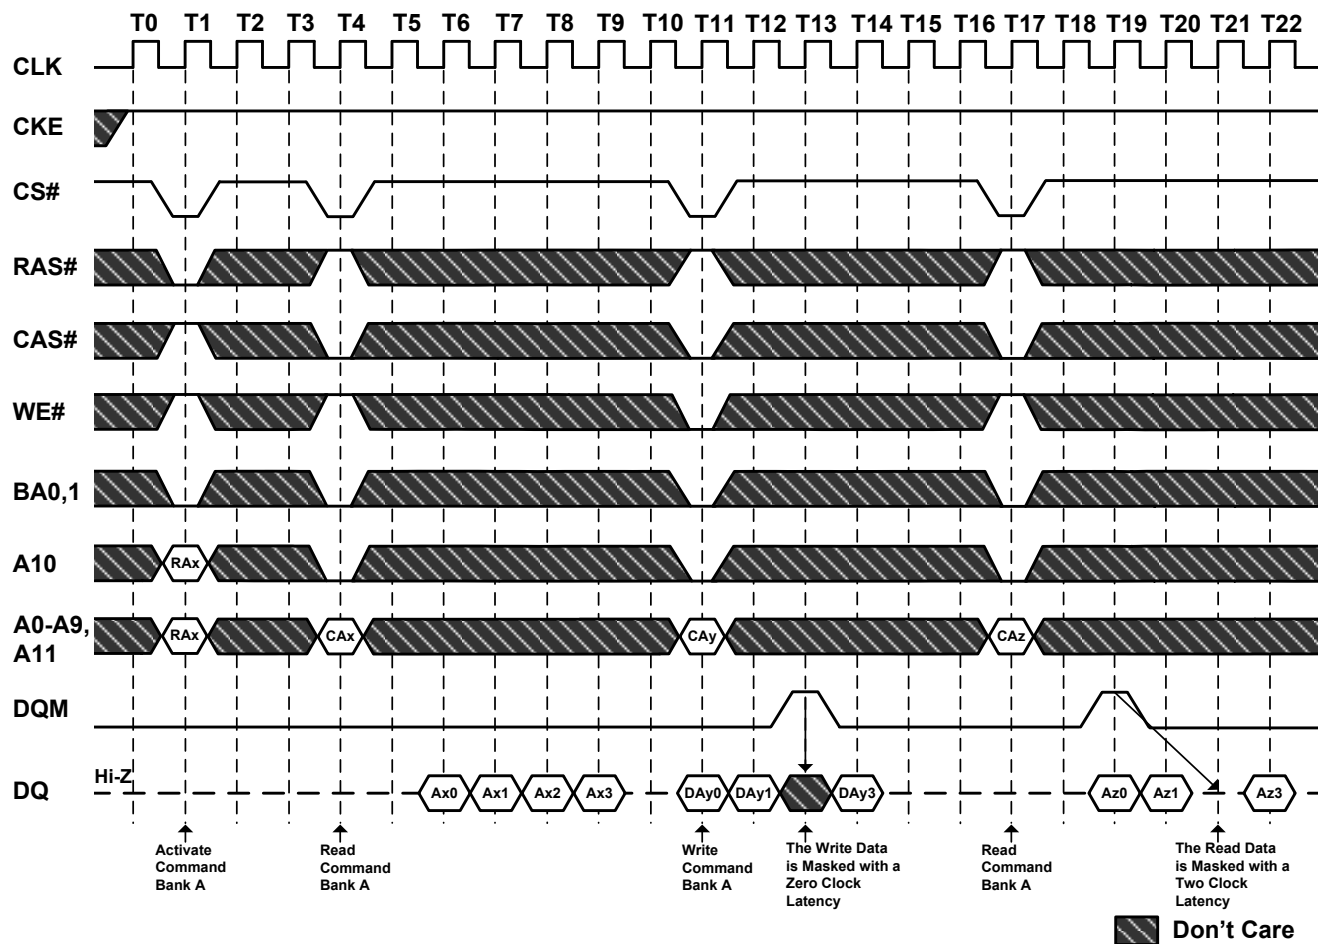 T0 T1 T2 T3 T4 T5 T6 T7 T8 T9 T10 T11 T12 T13 T14 T15 T16 T17 T18 T19 T20 T21 T22
CLK
CKE
CS#
RAS#
CAS#
WE#
BA0,1
A10
RAx
A0-A9,
A11
RAx CAx CAy CAz
DQM
Hi-Z
DQ
Ax0 Ax1 Ax2 Ax3 DAy0 DAy1 DAy3 Az0 Az1 Az3
Activate
Command
Bank A
Read
Command
Bank A
Write
Command
Bank A
The Write Data
is Masked with a
Zero Clock
Latency
Read
Command
Bank A
The Read Data
is Masked with a
Two Clock
Latency
Don't Care